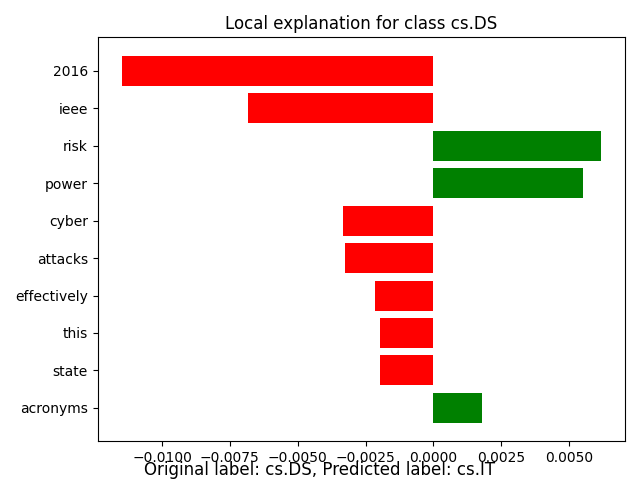 Local explanation for class cs.DS
2016
ieee
risk
power
cyber
attacks
effectively
this
state
acronyms
−0.0100 −0.0075 −0.0050 −0.0025 0.0000 0.0025 0.0050
Original label: cs.DS, Predicted label: cs.IT